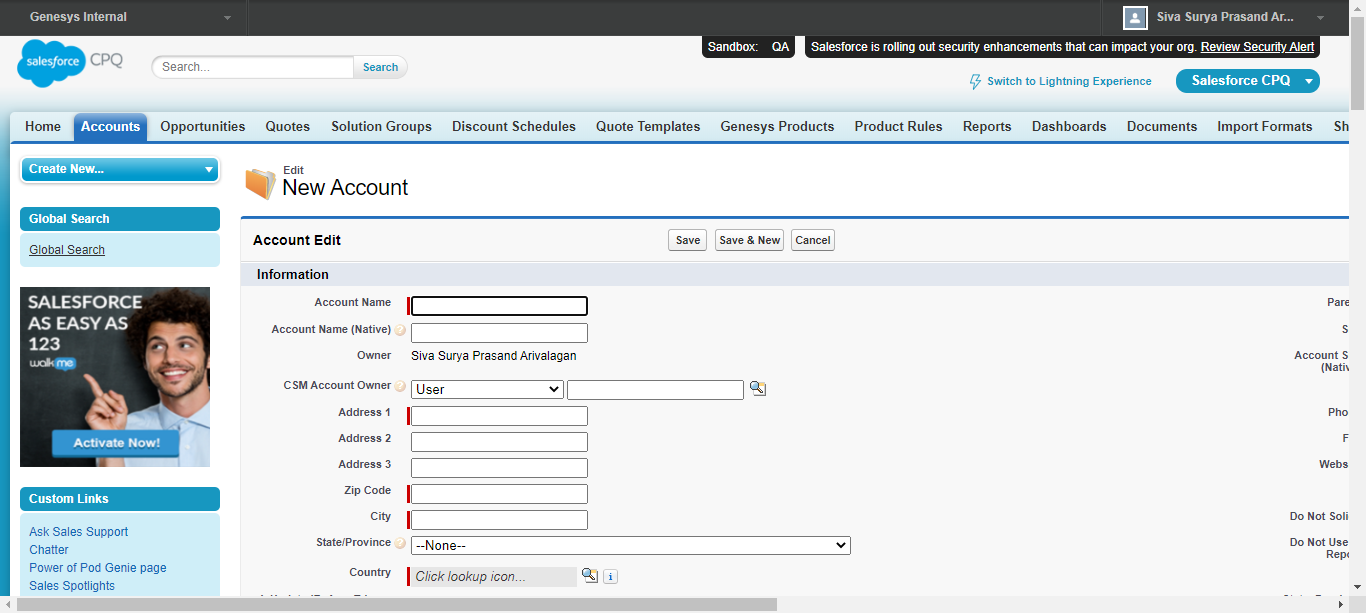 Genesys Internal
Siva Surya Prasand Ar...
salesforce CPQ
Search...
Search
Sandbox: QA
Salesforce is rolling out security enhancements that can impact your org. Review Security Alert
Switch to Lightning Experience
Salesforce CPQ
Home Accounts Opportunities Quotes Solution Groups Discount Schedules Quote Templates Genesys Products Product Rules Reports Dashboards Documents Import Formats Sh
Create New...
Global Search
Global Search
SALESFORCE
AS EASY AS
123
walkme
Activate Now!
Custom Links
Ask Sales Support
Chatter
Power of Pod Genie page
Sales Spotlights
Edit
New Account
Account Edit
Save
Save & New
Cancel
Information
Account Name
Pare
Account Name (Native)
S
Owner Siva Surya Prasand Arivalagan
Account S
(Nativ
CSM Account Owner User
Address 1
Pho
Address 2
F
Address 3
Webs
Zip Code
City
Do Not Soli
State/Province --None--
Do Not Use
Repo
Country Click lookup icon...